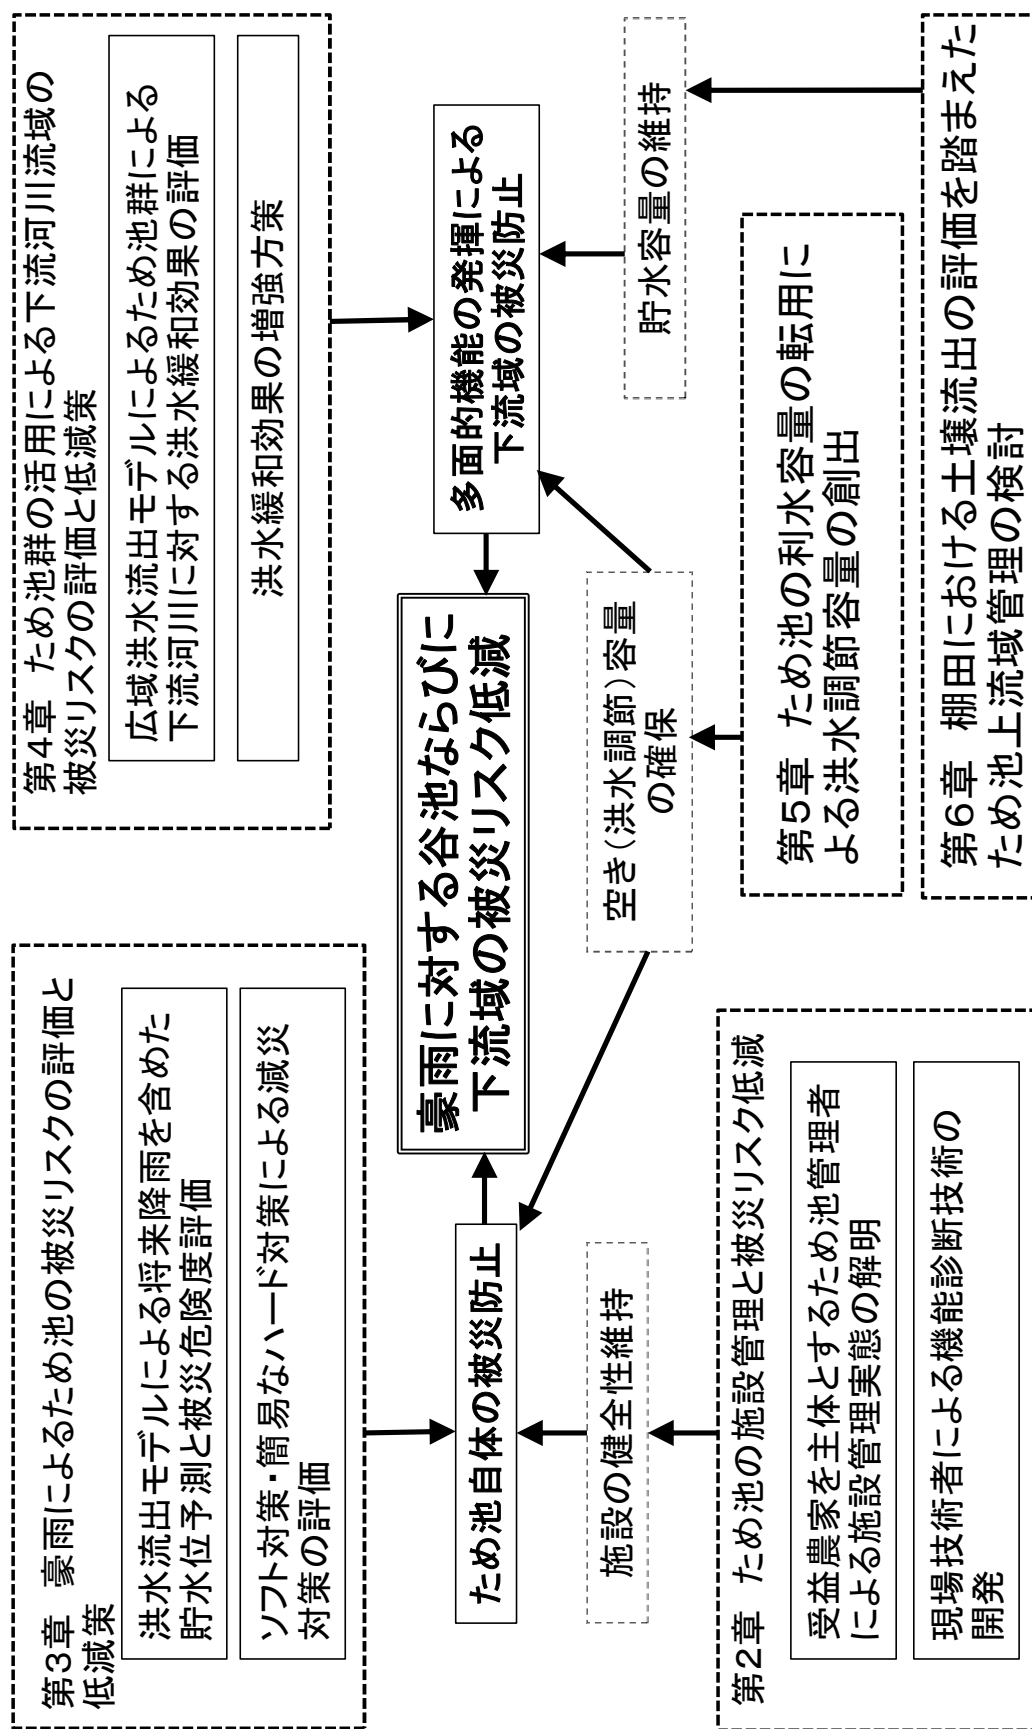 第3章　豪雨によるため池の被災リスクの評価と
低減策
洪水流出モデルによる将来降雨を含めた
貯水位予測と被災危険度評価
ソフト対策・簡易なハード対策による減災
対策の評価
第4章　ため池群の活用による下流河川流域の
被災リスクの評価と低減策
広域洪水流出モデルによるため池群による
下流河川に対する洪水緩和効果の評価
洪水緩和効果の増強方策
ため池自体の被災防止
豪雨に対する谷池ならびに
下流域の被災リスク低減
多面的機能の発揮による
下流域の被災防止
施設の健全性維持
空き(洪水調節)容量
の確保
貯水容量の維持
第2章　ため池の施設管理と被災リスク低減
受益農家を主体とするため池管理者
による施設管理実態の解明
現場技術者による機能診断技術の
開発
第5章　ため池の利水容量の転用に
よる洪水調節容量の創出
第6章　棚田における土壌流出の評価を踏まえた
ため池上流域管理の検討